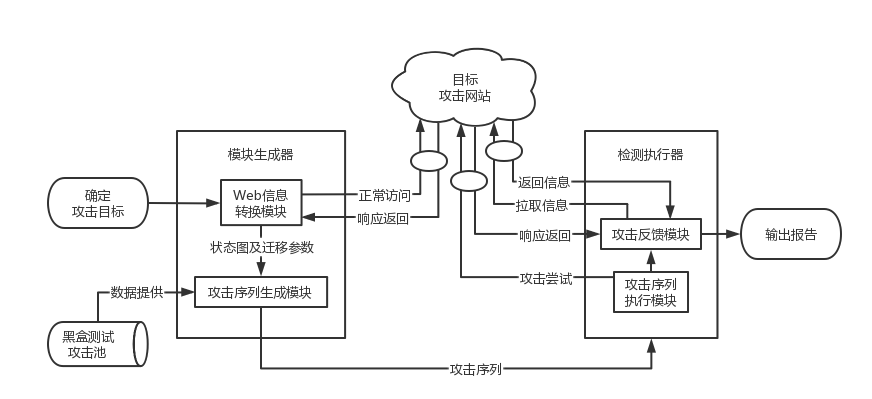 目标
攻击网站
模块生成器
检测执行器
确定
攻击目标
Web信息
转换模块
正常访问
响应返回
返回信息
拉取信息
响应返回
攻击反馈模块
输出报告
状态图及迁移参数
攻击尝试
攻击序列
执行模块
数据提供
攻击序列生成模块
黑盒测试
攻击池
攻击序列